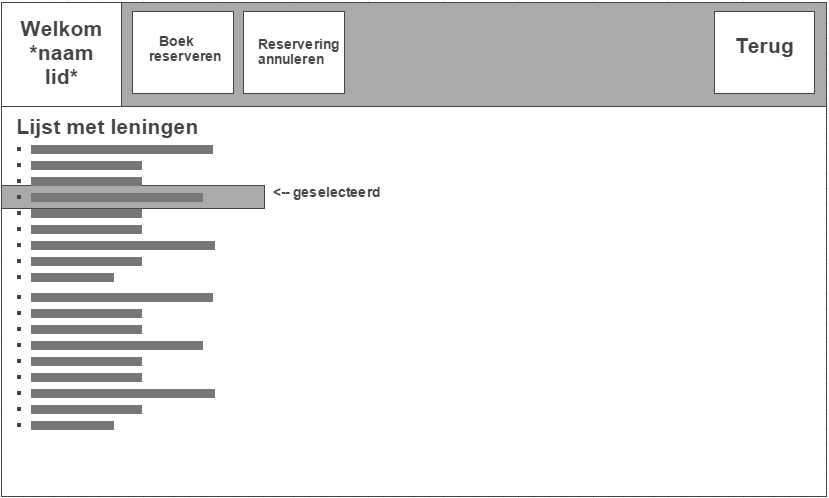 Welkom
*naam
lid*
Boek
reserveren
Reservering
annuleren
Terug
Lijst met leningen
<-- geselecteerd